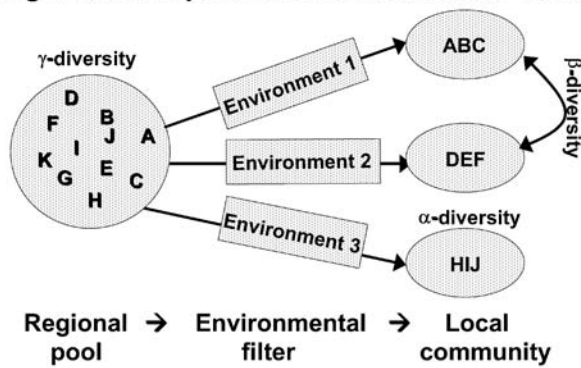 γ-diversity
D
F
B
J
A
I
K
E
G
C
H
Environment 1
Environment 2
Environment 3
ABC
DEF
β-diversity
α-diversity
HIJ
Regional → Environmental → Local
pool filter community